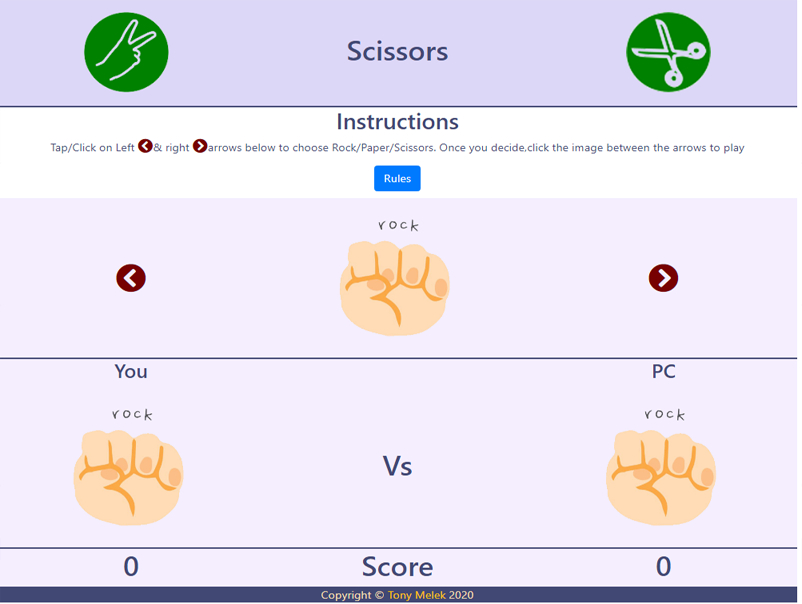 Scissors
Instructions
Tap/Click on Left & right arrows below to choose Rock/Paper/Scissors. Once you decide,click the image between the arrows to play
Rules
rock
You PC
rock rock
Vs
0 Score 0
Copyright © Tony Melek 2020